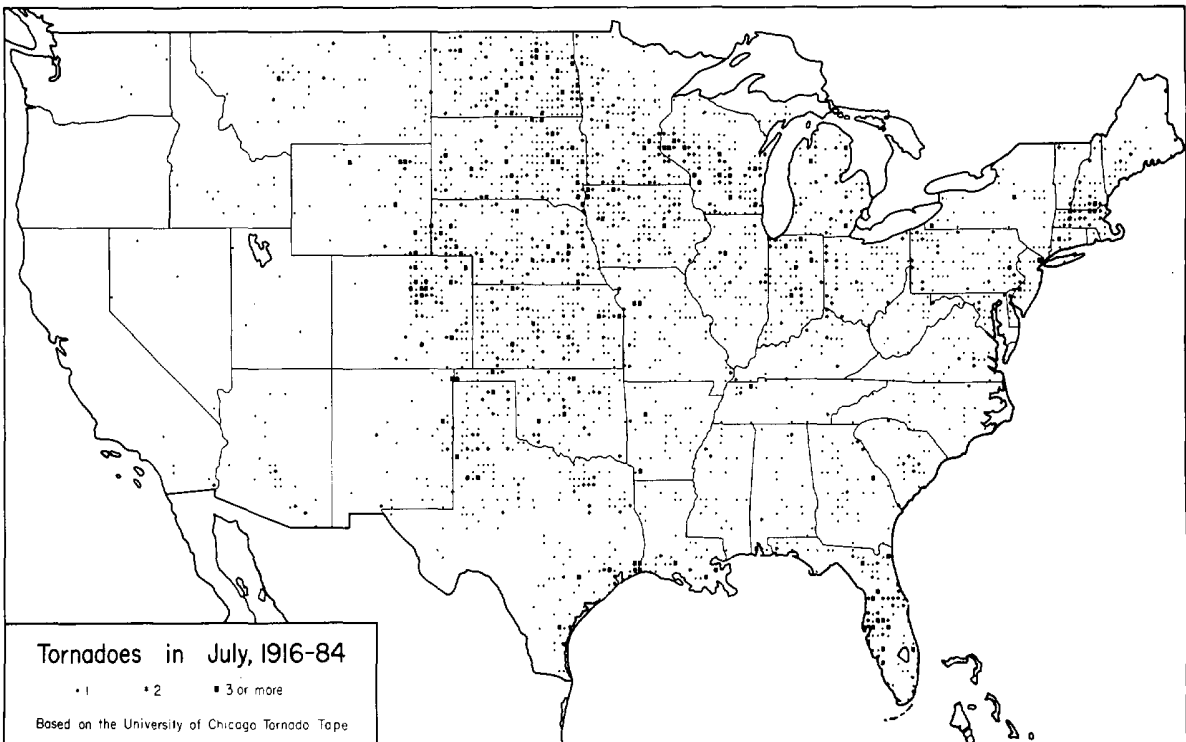 Tornadoes in July, 1916-84
1 2 3 or more
Based on the University of Chicago Tornado Tape